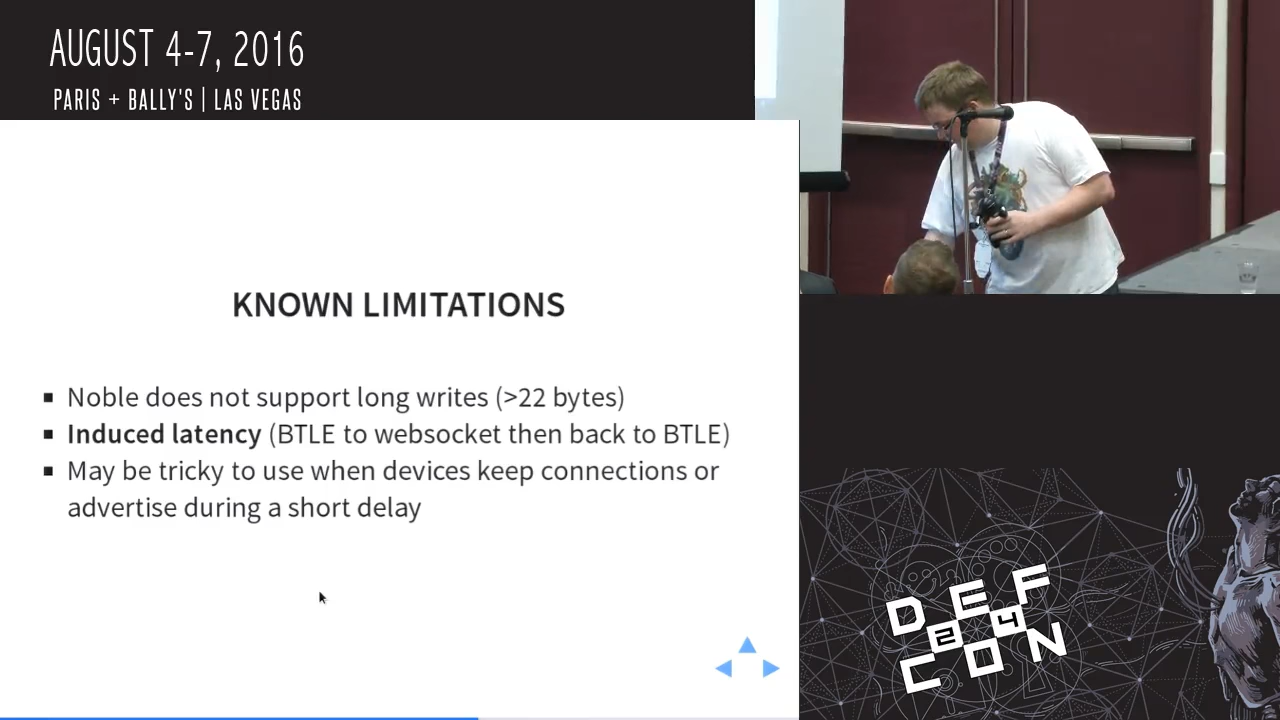 AUGUST 4-7, 2016
PARIS + BALLY'S | LAS VEGAS
KNOWN LIMITATIONS
▪ Noble does not support long writes (>22 bytes)
▪ Induced latency (BTLE to websocket then back to BTLE)
▪ May be tricky to use when devices keep connections or
advertise during a short delay
DEF
24
CON